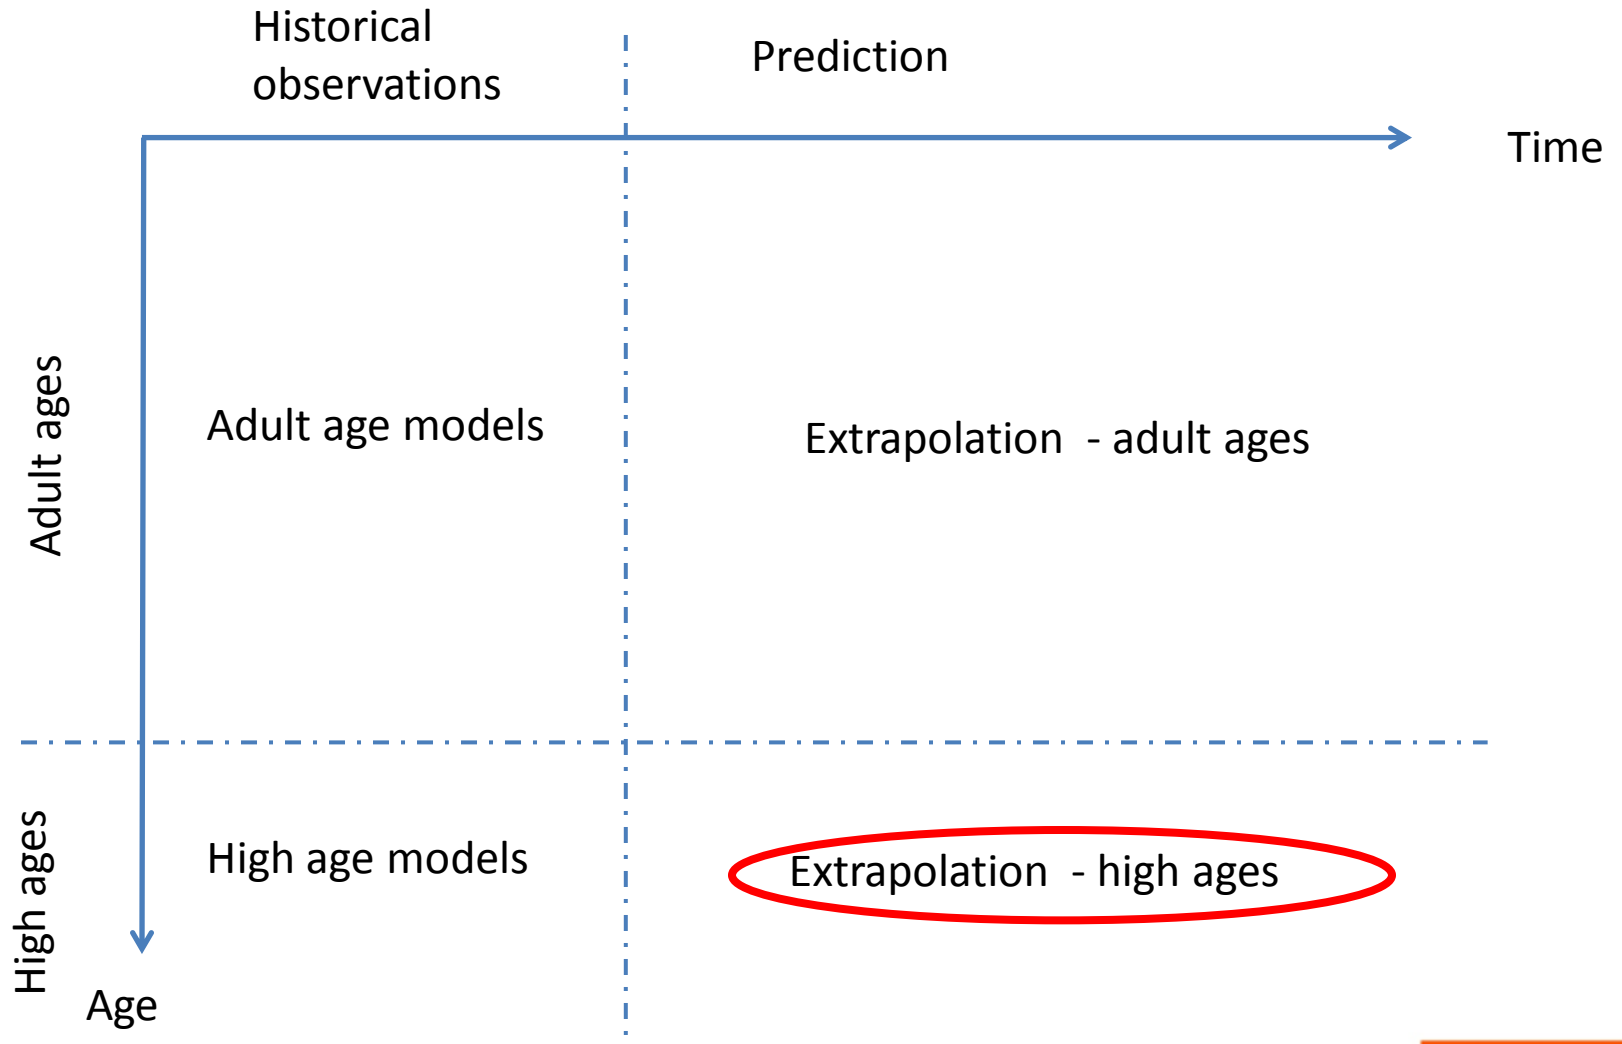 Historical
observations
Prediction
Time
Adult ages
Adult age models
Extrapolation - adult ages
High ages
High age models
Extrapolation - high ages
Age